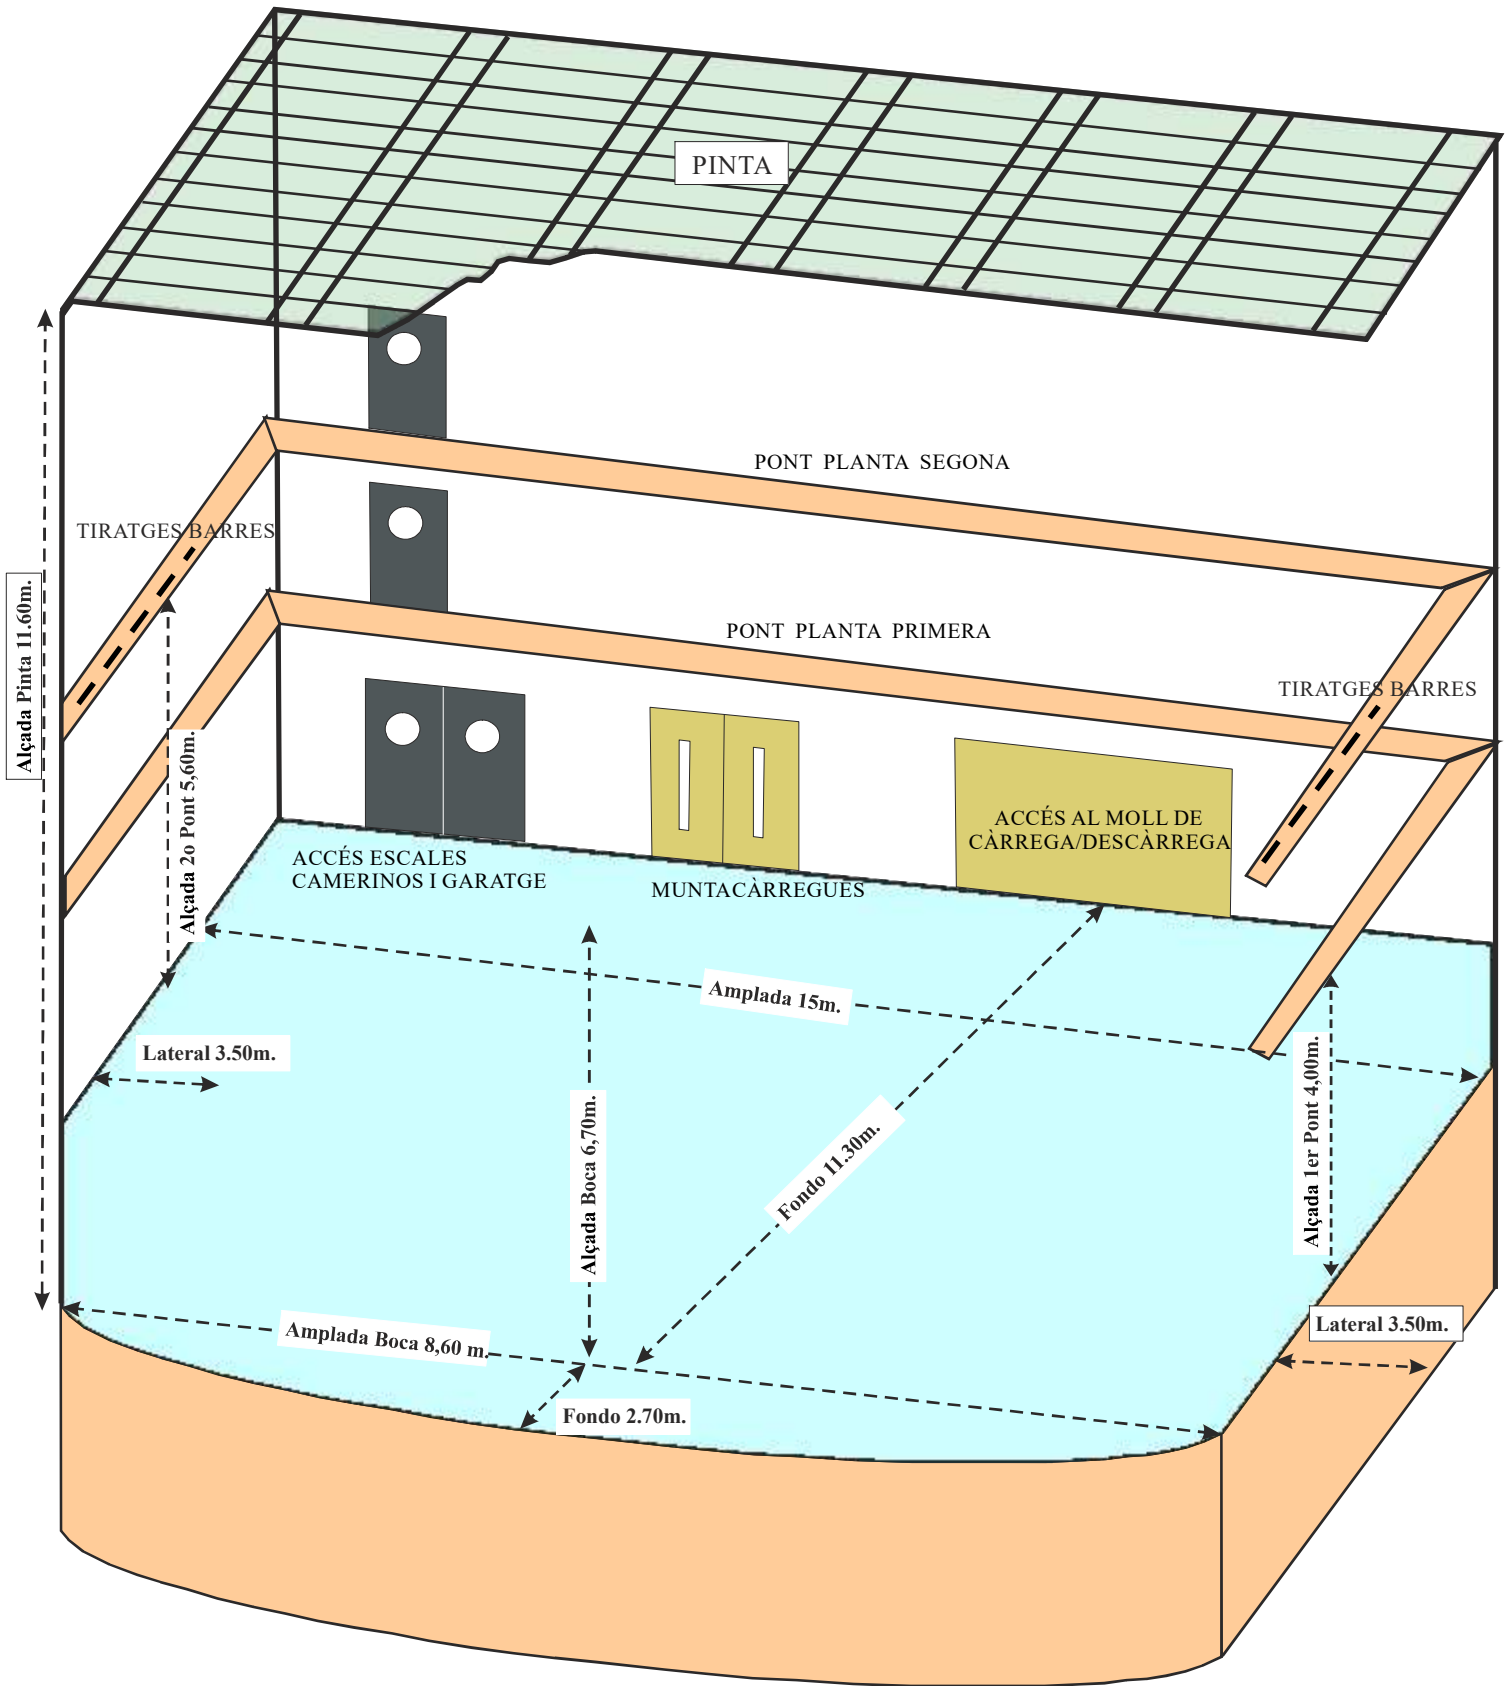 PINTA
PONT PLANTA SEGONA
TIRATGES BARRES
Alçada Pinta 11.60m.
PONT PLANTA PRIMERA
TIRATGES BARRES
Alçada 2o Pont 5,60m.
ACCÉS AL MOLL DE
CÀRREGA/DESCÀRREGA
ACCÉS ESCALES
CAMERINOS I GARATGE
MUNTACÀRREGUES
Amplada 15m.
Lateral 3.50m.
Alçada Boca 6,70m.
Fondo 11.30m.
Alçada 1er Pont 4,00m.
Amplada Boca 8,60 m.
Lateral 3.50m.
Fondo 2.70m.